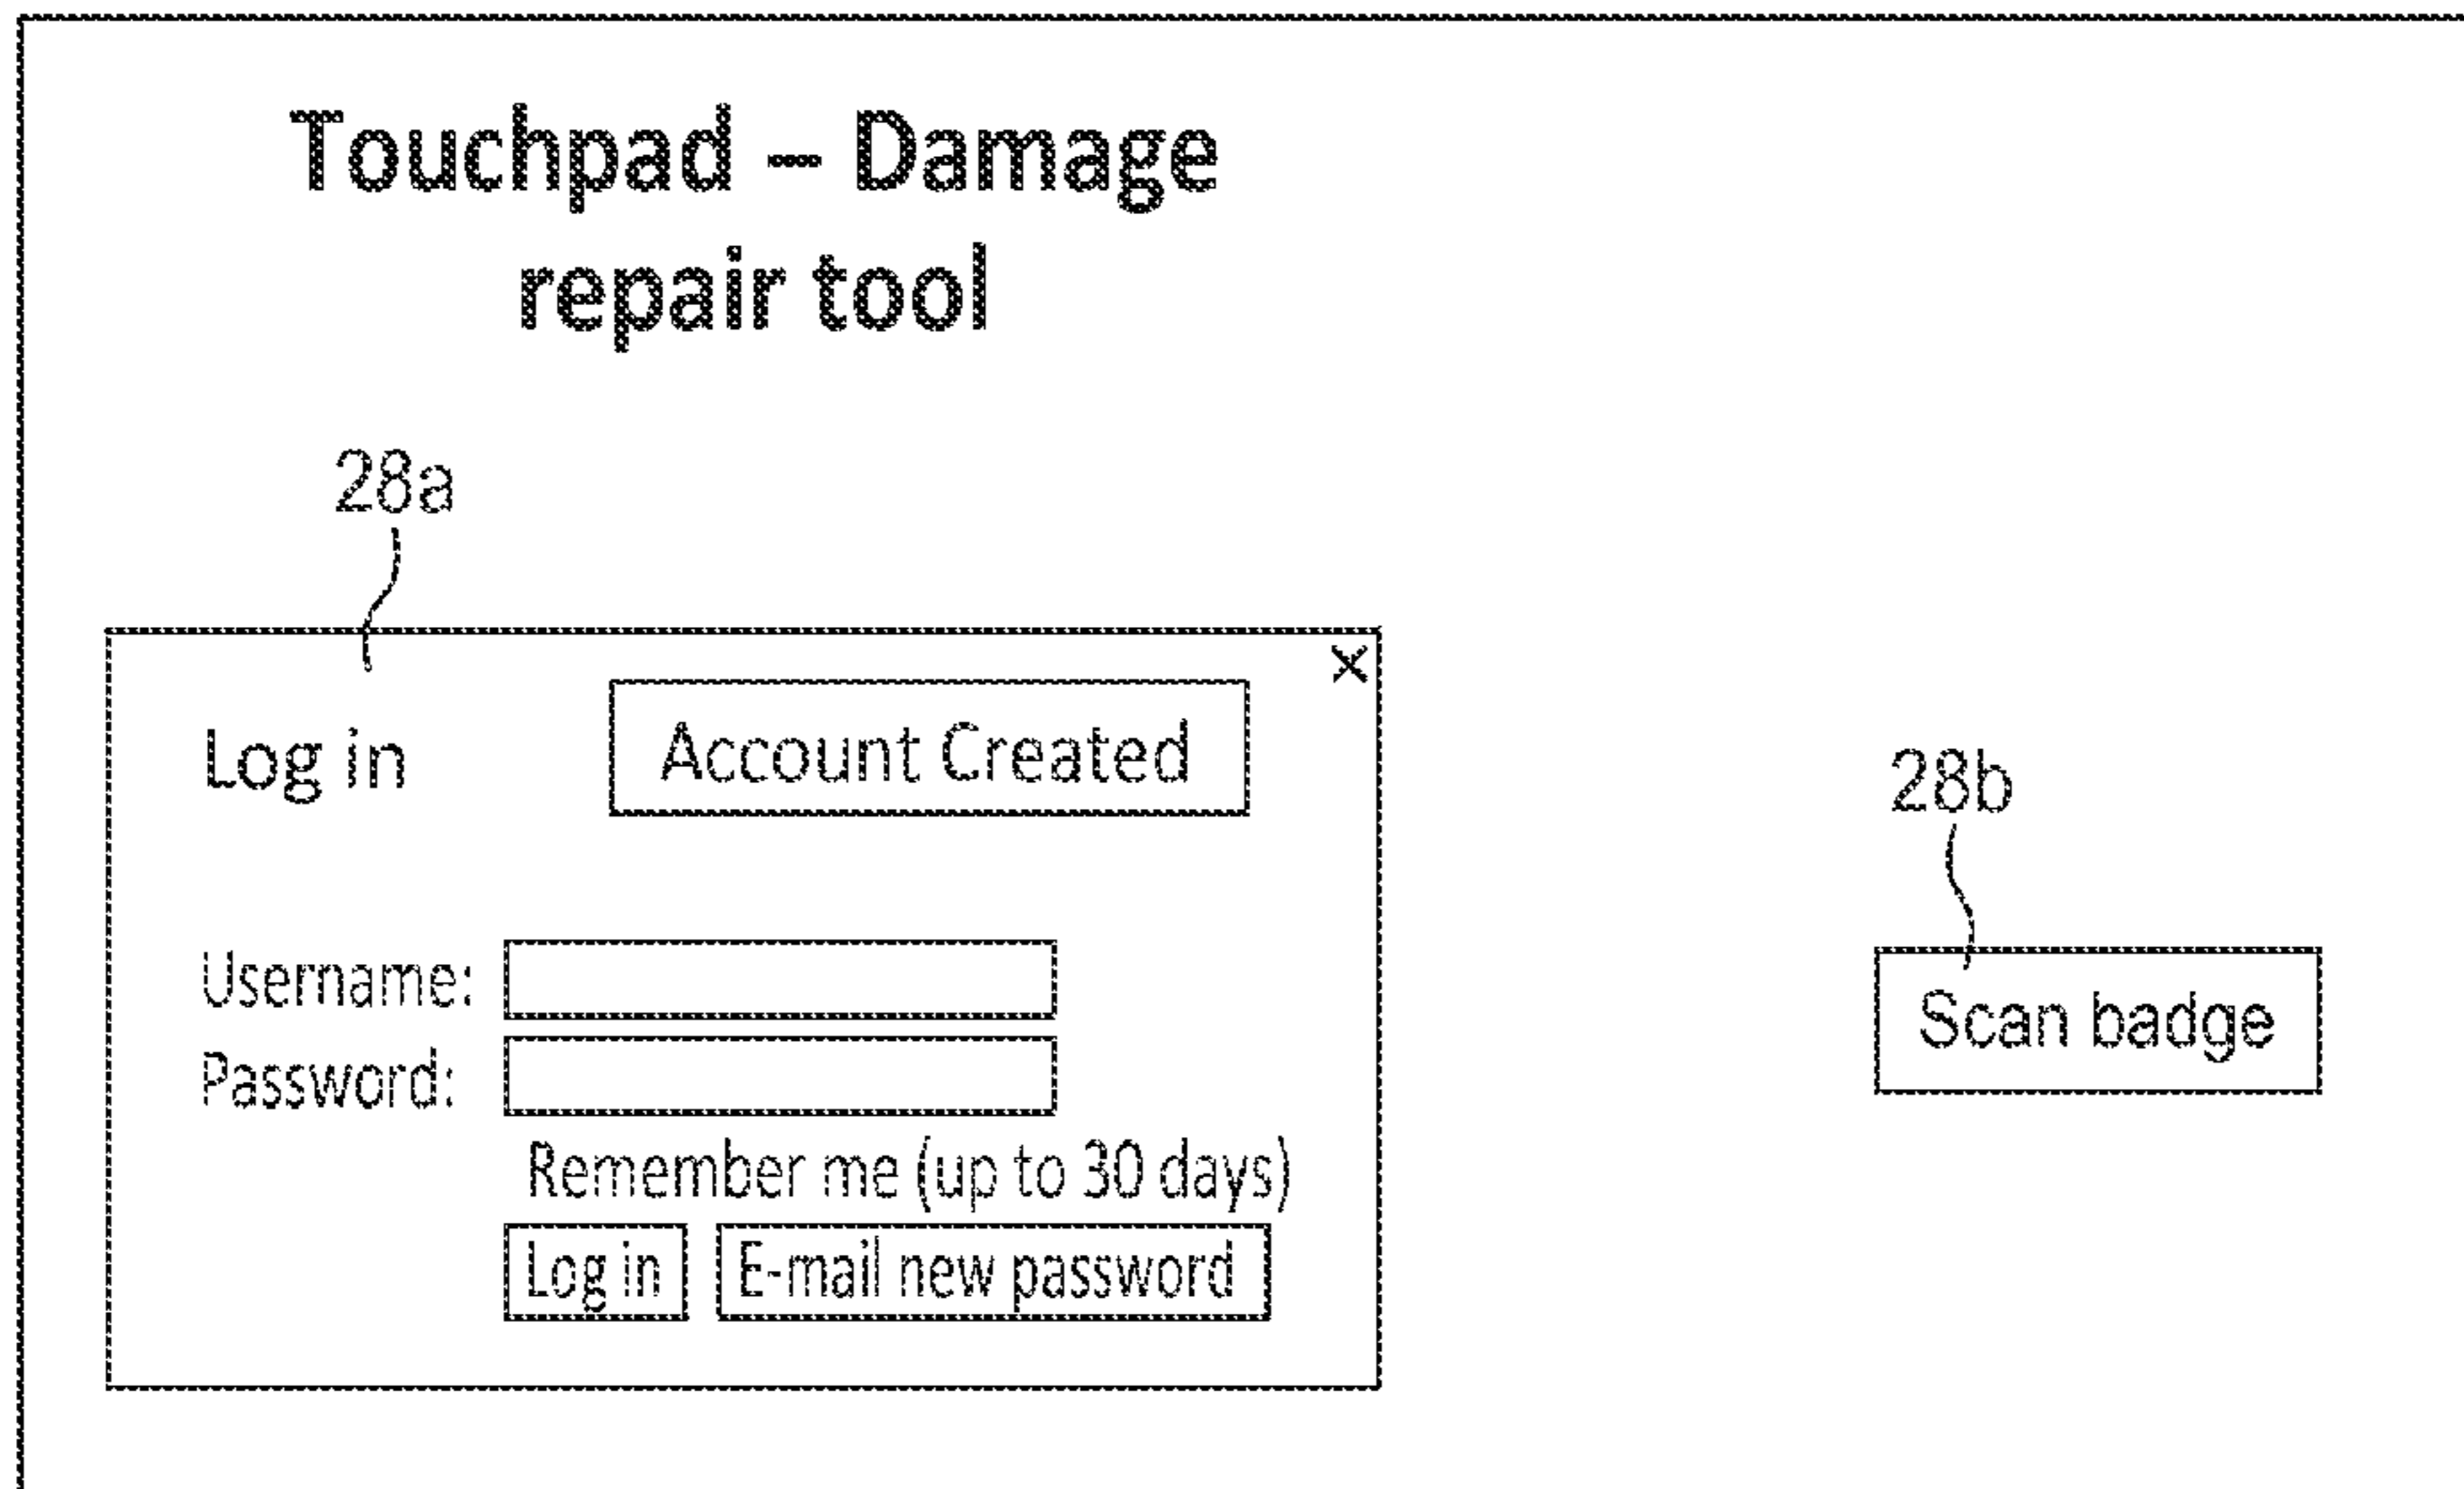 Touchpad – Damage
repair tool
28a
X
Log in
Account Created
28b
Username:
Scan badge
Password:
Remember me (up to 30 days)
Log in
E-mail new password